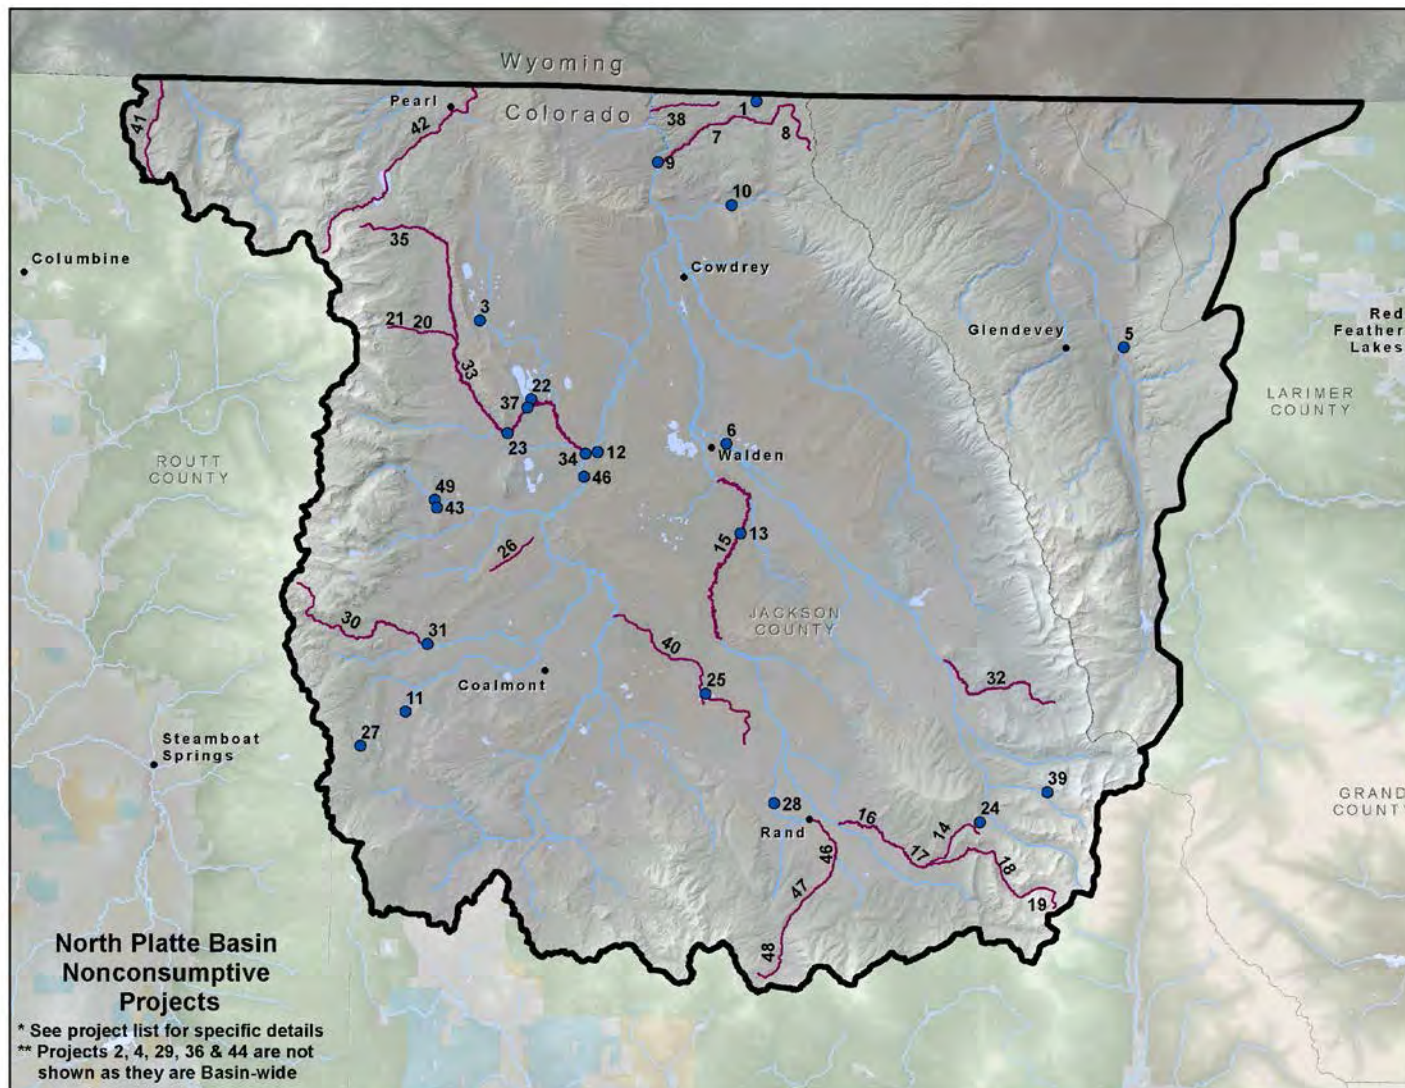 Wyoming
Pearl
Colorado
41
42
38
1
7
8
9
10
35
Columbine
Cowdrey
3
21
20
Glendevey
5
Red
Feather
Lakes
33
22
37
LARIMER
COUNTY
23
34
12
6
Walden
46
ROUTT
COUNTY
49
43
13
15
26
JACKSON
COUNTY
30
31
40
Coalmont
25
32
11
27
Steamboat
Springs
39
GRAND
COUNTY
28
24
Rand
16
14
17
18
46
47
19
48
North Platte Basin
Nonconsumptive
Projects
* See project list for specific details
** Projects 2, 4, 29, 36 & 44 are not
shown as they are Basin-wide